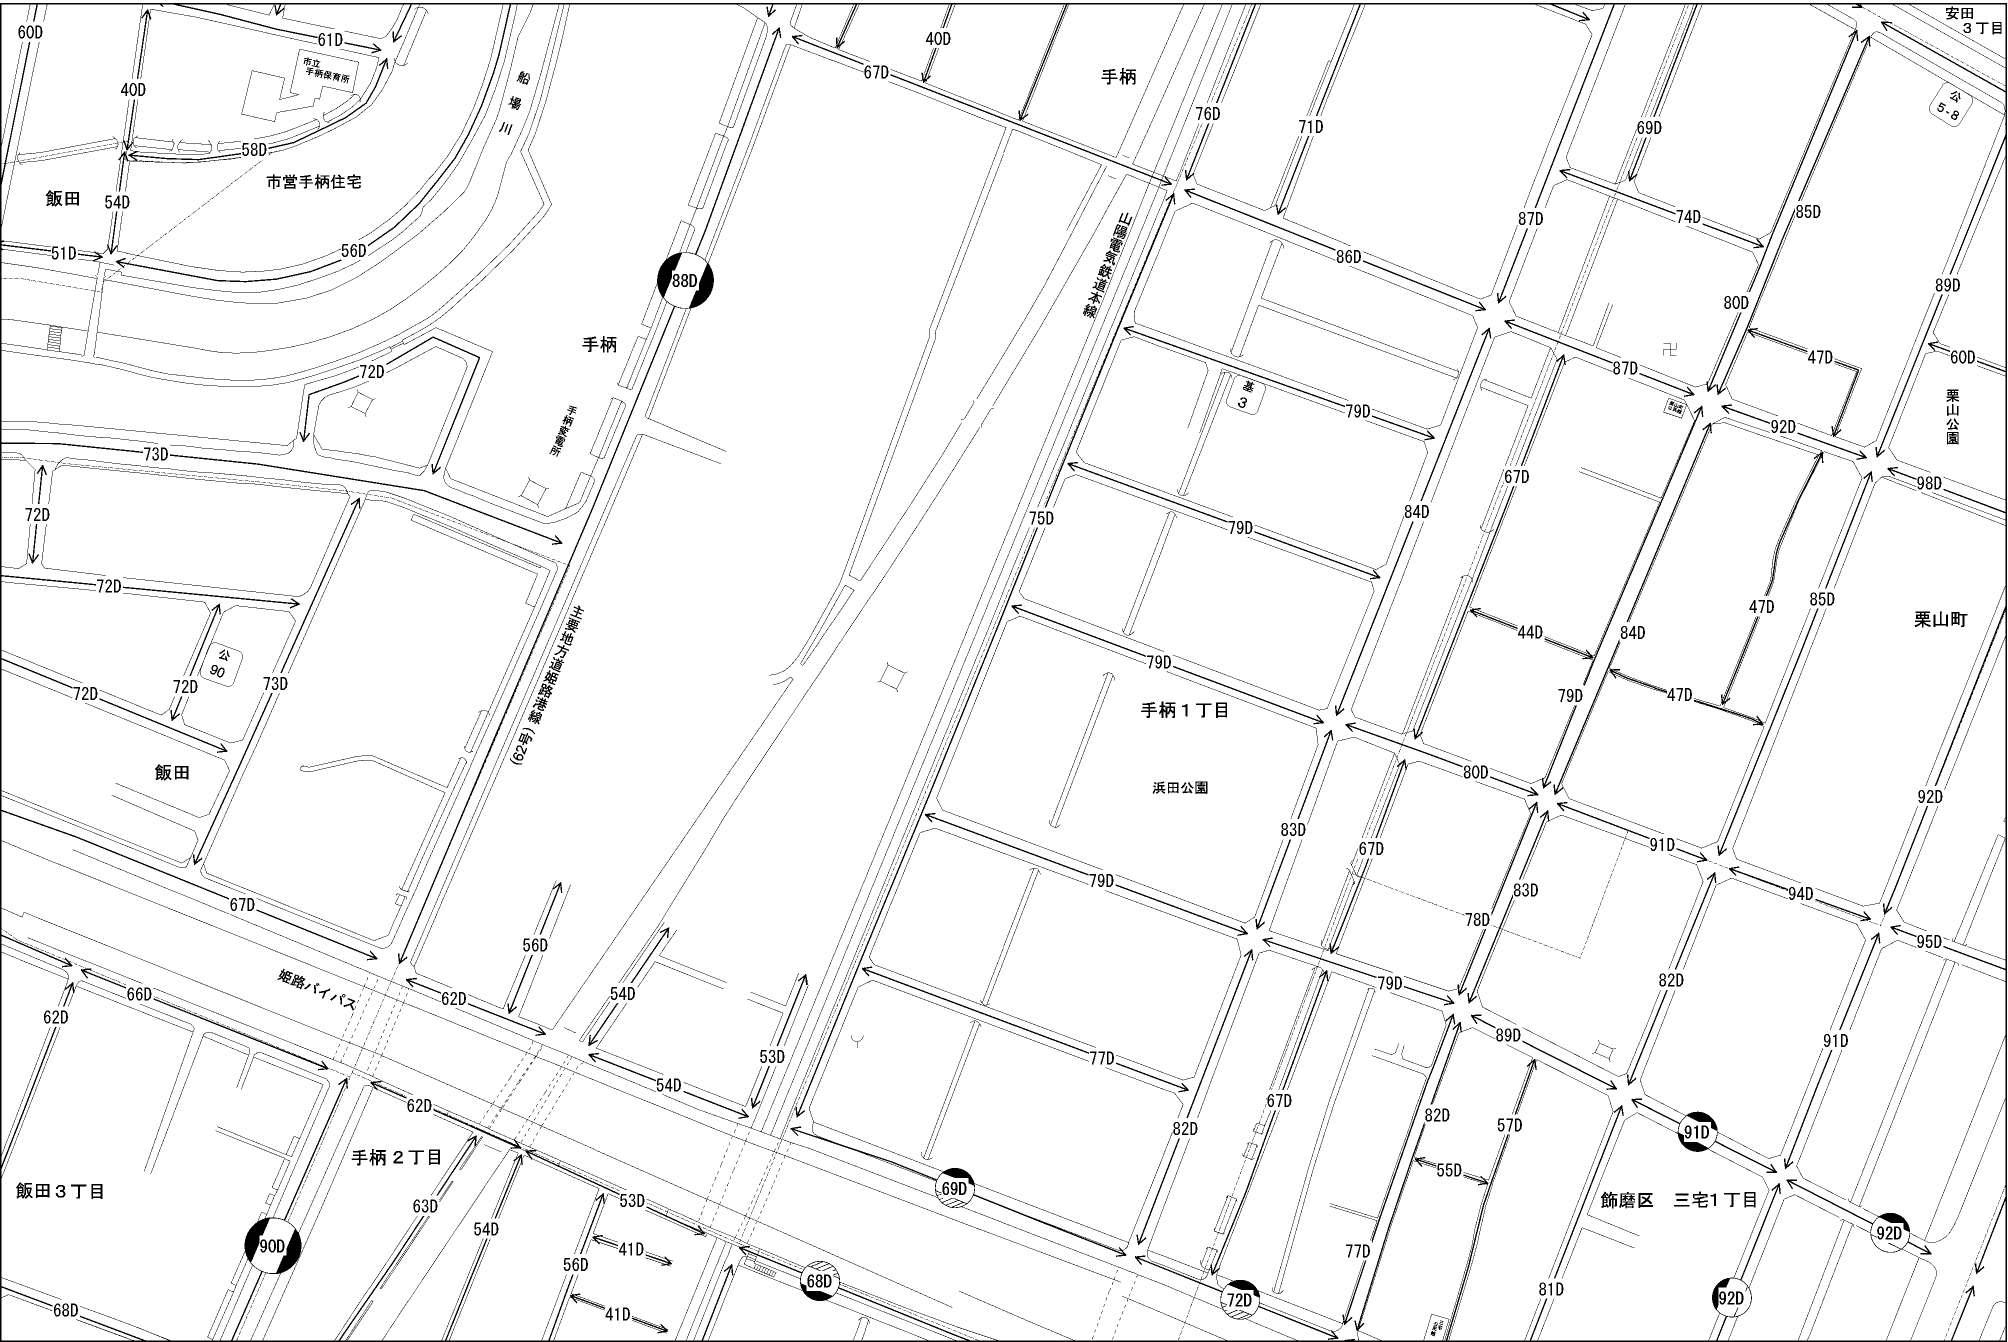 60D
61D
市立
手柄保育所
40D
船場川
58D
市営手柄住宅
飯田
54D
51D
56D
67D
40D
手柄
76D
71D
69D
安田
3丁目
公
5-8
85D
87D
74D
山陽電気鉄道本線
86D
88D
手柄
80D
89D
47D
60D
87D
72D
基
3
79D
卍
栗山公園
手柄変電所
92D
73D
98D
67D
72D
75D
79D
84D
72D
主要地方道姫路港線
(62号)
47D
85D
栗山町
44D
84D
公
90
72D
72D
73D
79D
79D
47D
手柄1丁目
飯田
80D
浜田公園
92D
83D
67D
91D
79D
83D
94D
67D
56D
78D
95D
姫路バイパス
66D
62D
54D
79D
82D
62D
89D
91D
53D
77D
54D
62D
67D
82D
57D
82D
91D
手柄2丁目
飯田3丁目
55D
69D
63D
53D
54D
飾磨区 三宅1丁目
92D
90D
41D
56D
77D
68D
72D
81D
92D
68D
41D